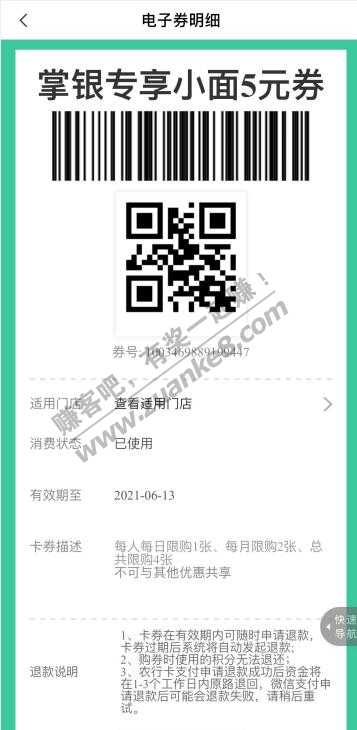 电子券明细
掌银专享小面5元券
赚客吧，有奖一起赚！
www.zuanke8.com
券号: 1003469889199447
适用门店 查看适用门店
消费状态 已使用
有效期至 2021-06-13
卡券描述 每人每日限购1张、每月限购2张、总
共限购4张
不可与其他优惠共享
快速
导航
退款说明
1、卡券在有效期内可随时申请退款，
卡券过期后系统将自动发起退款；
2、购券时使用的积分无法退还；
3、农行卡支付申请退款成功后资金将
在1-3个工作日内原路退回，微信支付申
请退款后可能会退款失败，请稍后重
试。